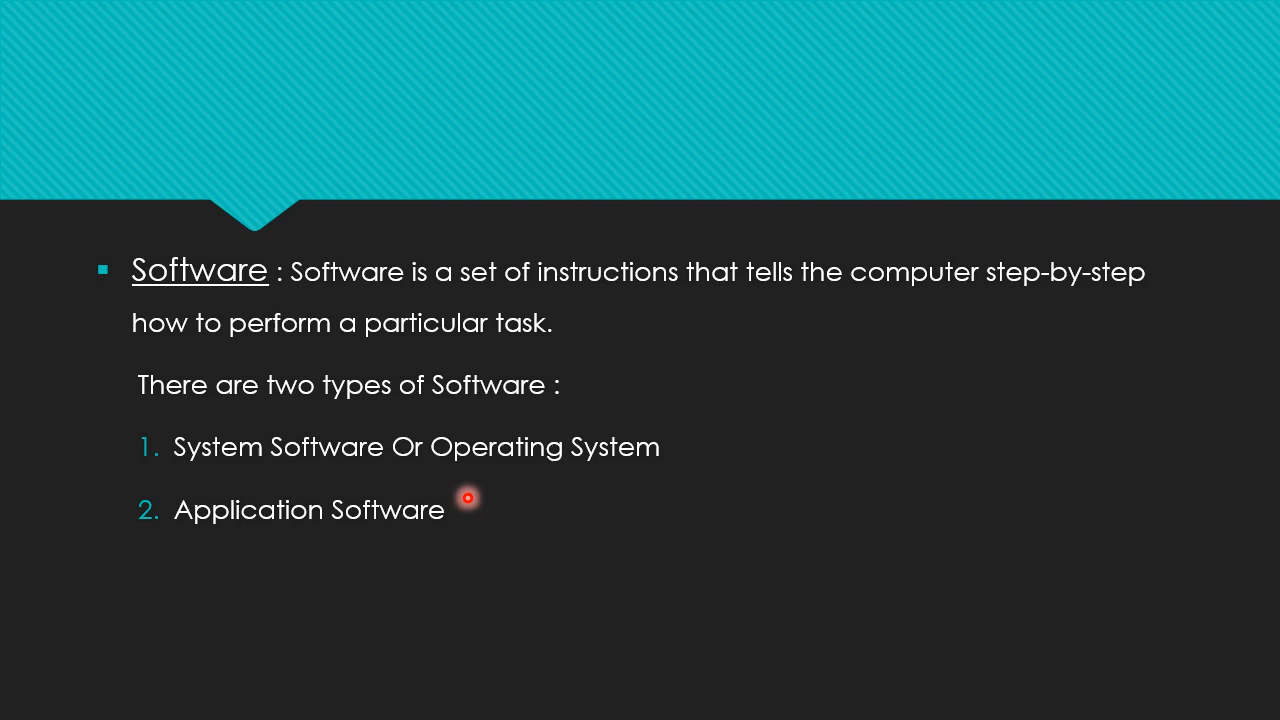 Software : Software is a set of instructions that tells the computer step-by-step
how to perform a particular task.
There are two types of Software :
1. System Software Or Operating System
2. Application Software